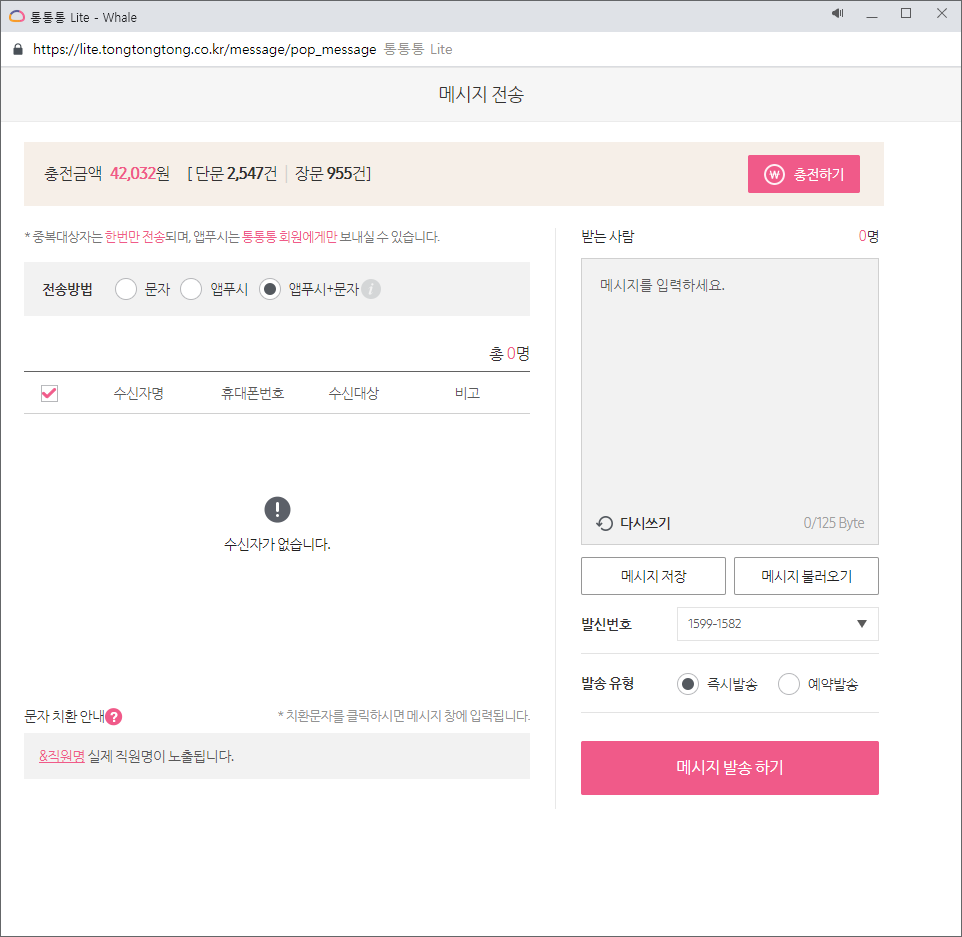 통통통 Lite - Whale
https://lite.tongtongtong.co.kr/message/pop_message 통통통 Lite
메시지 전송
충전금액 42,032원 [ 단문 2,547건 | 장문 955건]
₩ 충전하기
* 중복대상자는 한번만 전송되며, 앱푸시는 통통통 회원에게만 보내실 수 있습니다.
전송방법 문자 앱푸시 앱푸시+문자 i
총 0명
수신자명 휴대폰번호 수신대상 비고
!
수신자가 없습니다.
문자 치환 안내 ? * 치환문자를 클릭하시면 메시지 창에 입력됩니다.
&직원명 실제 직원명이 노출됩니다.
받는 사람 0명
메시지를 입력하세요.
다시쓰기 0/125 Byte
메시지 저장 메시지 불러오기
발신번호 1599-1582
발송 유형 즉시발송 예약발송
메시지 발송 하기